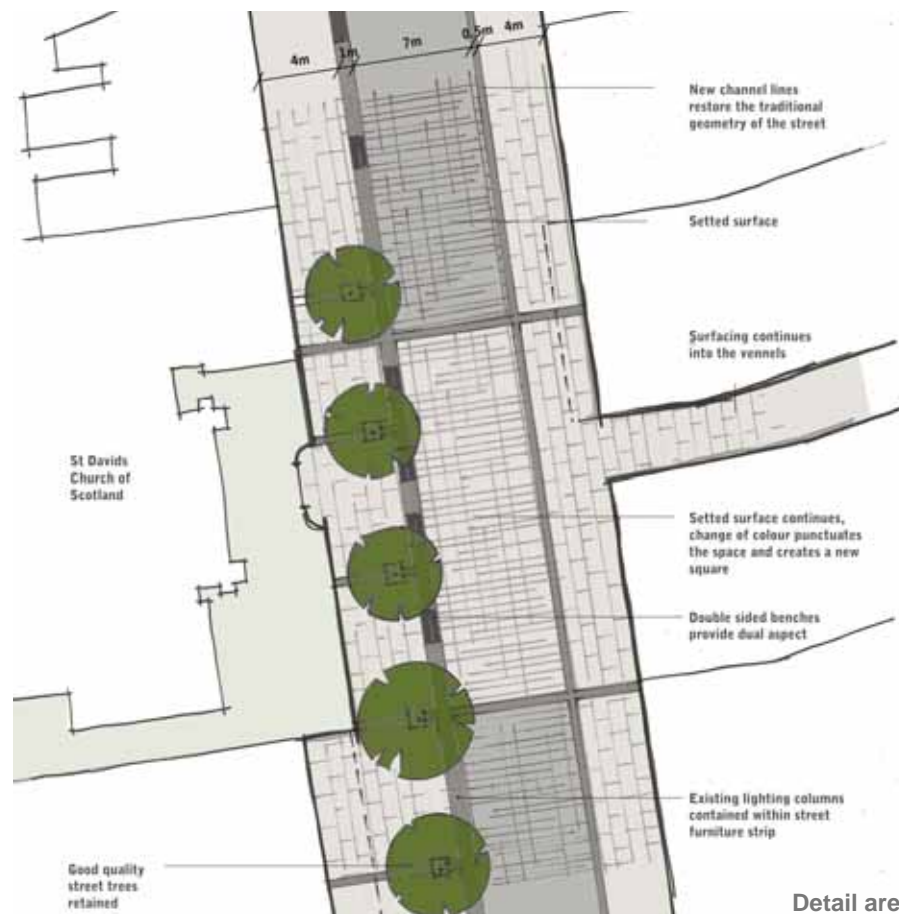 4m 1m 7m 0.5m 4m
New channel lines
restore the traditional
geometry of the street
Setted surface
Surfacing continues
into the vennels
St Davids
Church of
Scotland
Setted surface continues,
change of colour punctuates
the space and creates a new
square
Double sided benches
provide dual aspect
Existing lighting columns
contained within street
furniture strip
Good quality
street trees
retained
Detail are